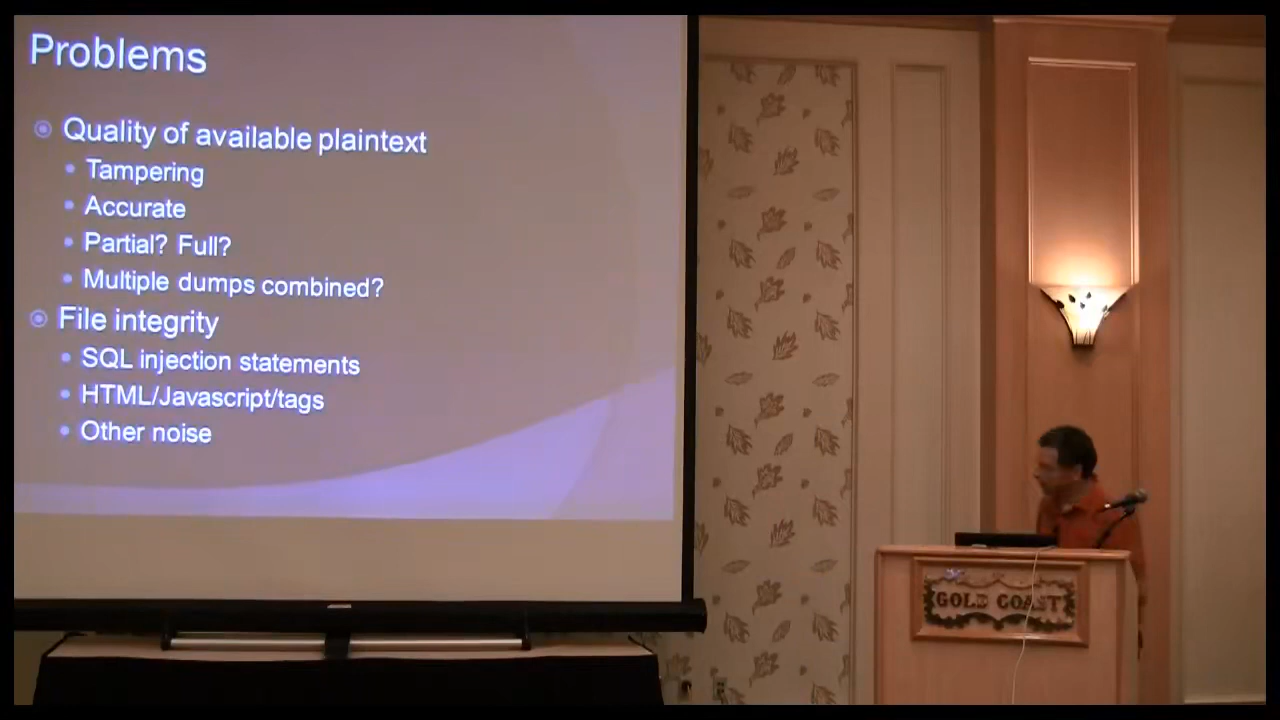 Problems
Quality of available plaintext
Tampering
Accurate
Partial? Full?
Multiple dumps combined?
File integrity
SQL injection statements
HTML/Javascript/tags
Other noise
GOLD COAST